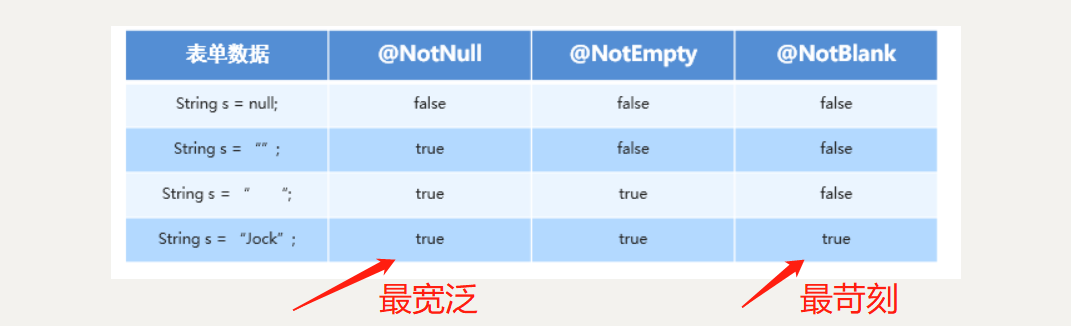 表单数据 @NotNull @NotEmpty @NotBlank
String s = null; false false false
String s = “” ; true false false
String s = “ ”; true true false
String s = “Jock” ; true true true
最宽泛 最苛刻